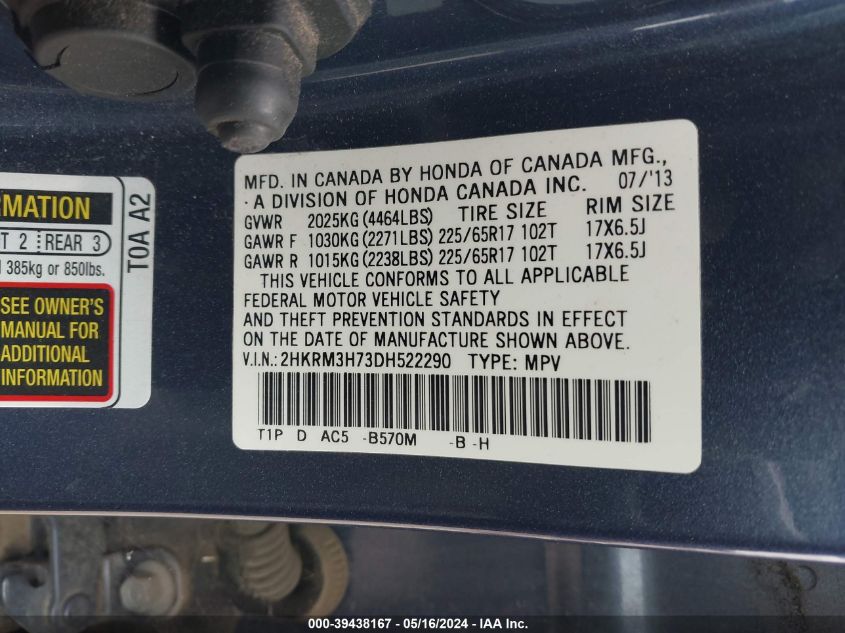 RMATION
T 2 REAR 3
385kg or 850lbs.
SEE OWNER'S
MANUAL FOR
ADDITIONAL
INFORMATION
T0A A2
MFD. IN CANADA BY HONDA OF CANADA MFG.,
A DIVISION OF HONDA CANADA INC. 07/'13
GVWR 2025KG (4464LBS) TIRE SIZE RIM SIZE
GAWR F 1030KG (2271LBS) 225/65R17 102T 17X6.5J
GAWR R 1015KG (2238LBS) 225/65R17 102T 17X6.5J
THIS VEHICLE CONFORMS TO ALL APPLICABLE
FEDERAL MOTOR VEHICLE SAFETY
AND THEFT PREVENTION STANDARDS IN EFFECT
ON THE DATE OF MANUFACTURE SHOWN ABOVE.
V.I.N.: 2HKRM3H73DH522290 TYPE: MPV
T1P D AC5 -B570M -B -H
000-39438167 - 05/16/2024 - IAA Inc.